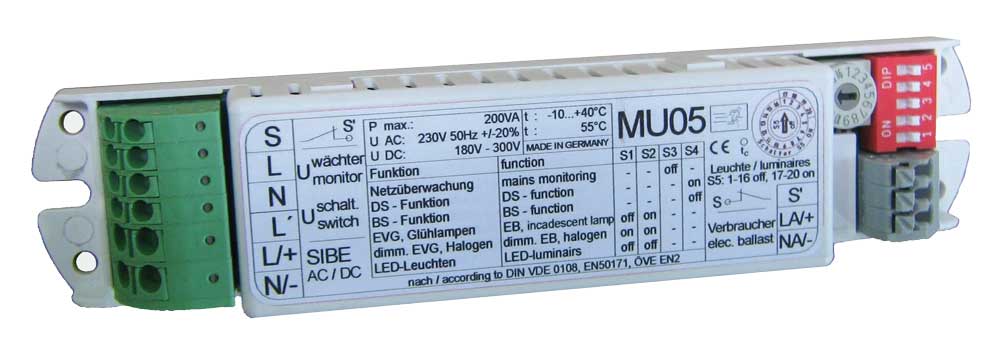 S
L
N
L´
L/+
N/-
S'
U wächter
monitor
U schalt.
switch
SIBE
AC / DC
P max.: 200VA t : -10...+40°C
U AC: 230V 50Hz +/-20% t : 55°C
U DC: 180V - 300V MADE IN GERMANY
Funktion function S1 S2 S3 S4
Netzüberwachung mains monitoring - - off -
DS - Funktion DS - function - - - on
BS - Funktion BS - function - - - off
EVG, Glühlampen EB, incadescent lamp off on - -
dimm. EVG, Halogen dimm. EB, halogen on off - -
LED-Leuchten LED-luminairs off off - -
nach / according to DIN VDE 0108, EN50171, ÖVE EN2
MU05
CE tc
Schalter S5
Leuchte / luminaires
S5: 1-16 off, 17-20 on
S S'
Verbraucher LA/+
elec. ballast NA/-
ON DIP
1 2 3 4 5